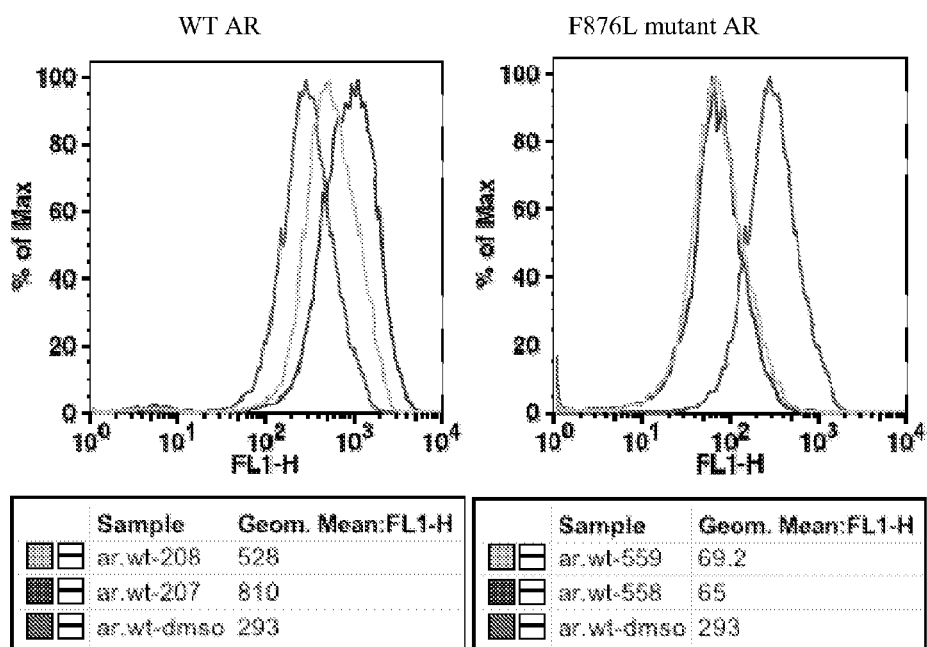 WT AR
F876L mutant AR
100
80
60
40
20
0
% of Max
10^0 10^1 10^2 10^3 10^4
FL1-H
100
80
60
40
20
0
% of Max
10^0 10^1 10^2 10^3 10^4
FL1-H
Sample Geom. Mean:FL1-H
ar.wt-208 528
ar.wt-207 810
ar.wt-dmso 293
Sample Geom. Mean:FL1-H
ar.wt-559 69.2
ar.wt-558 65
ar.wt-dmso 293